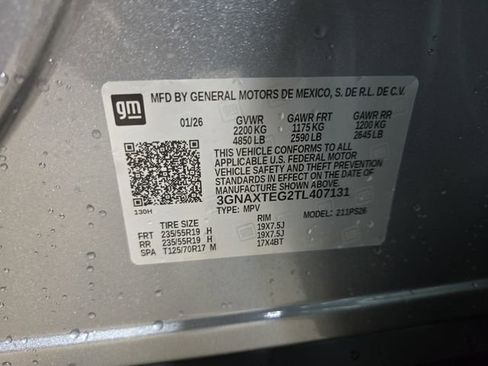 gm
MFD BY GENERAL MOTORS DE MEXICO, S. DE R.L. DE C.V.
01/26 GVWR GAWR FRT GAWR RR
2200 KG 1175 KG 1200 KG
4850 LB 2590 LB 2645 LB
THIS VEHICLE CONFORMS TO ALL
APPLICABLE U.S. FEDERAL MOTOR
VEHICLE SAFETY AND THEFT PREVENTION
STANDARDS IN EFFECT ON THE DATE OF
MANUFACTURE SHOWN ABOVE.
3GNAXTEG2TL407131
130H TYPE: MPV MODEL: 211PS26
TIRE SIZE RIM
FRT 235/55R19 H 19X7.5J
RR 235/55R19 H 19X7.5J
SPA T125/70R17 M 17X4BT